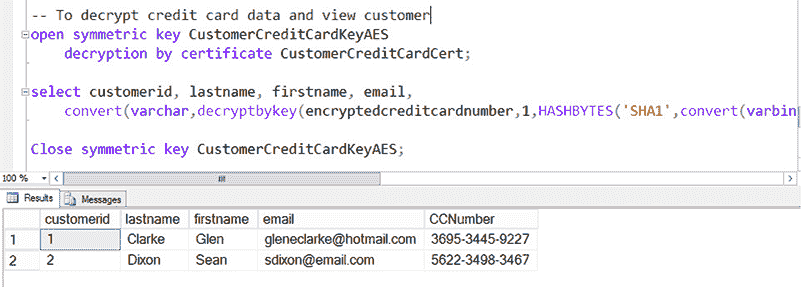 -- To decrypt credit card data and view customer
open symmetric key CustomerCreditCardKeyAES
decryption by certificate CustomerCreditCardCert;
select customerid, lastname, firstname, email,
convert(varchar,decryptbykey(encryptedcreditcardnumber,1,HASHBYTES('SHA1',convert(varbin
Close symmetric key CustomerCreditCardKeyAES;
100 %
Results Messages
customerid lastname firstname email CCNumber
1 1 Clarke Glen gleneclarke@hotmail.com 3695-3445-9227
2 2 Dixon Sean sdixon@email.com 5622-3498-3467